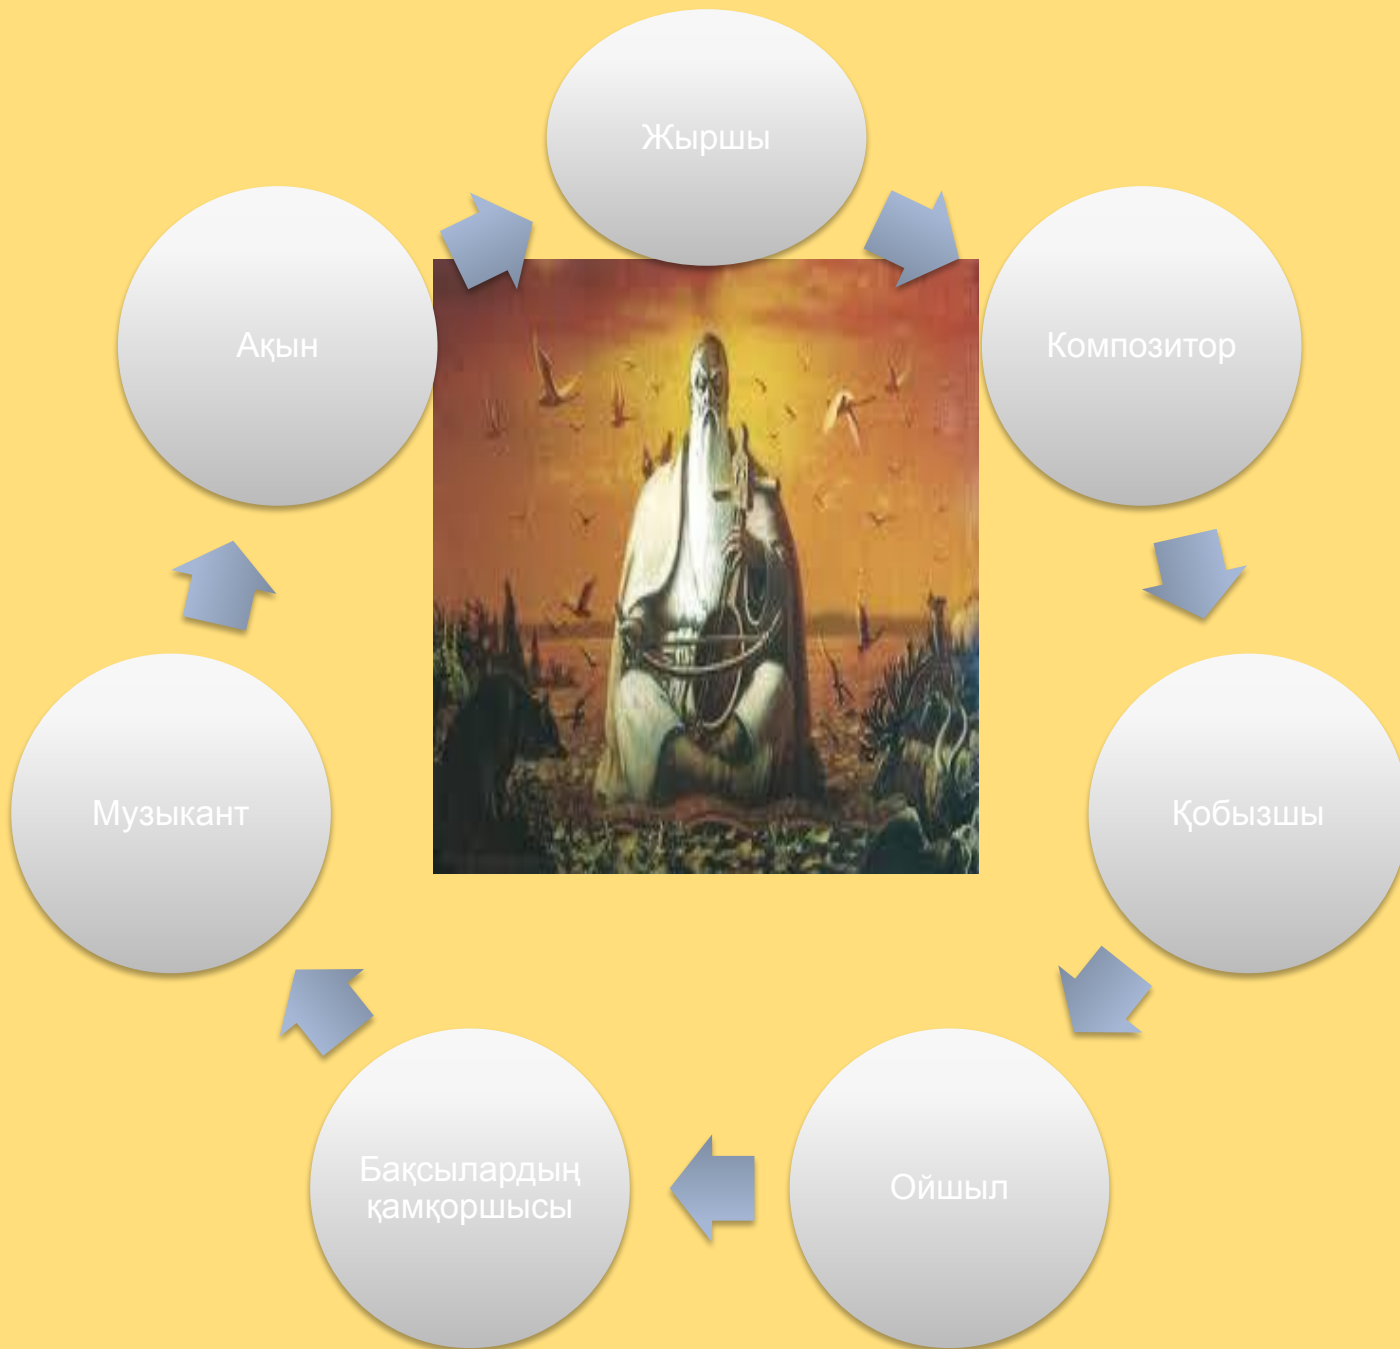 Жыршы
Композитор
Қобызшы
Ойшыл
Бақсылардың
қамқоршысы
Музыкант
Ақын